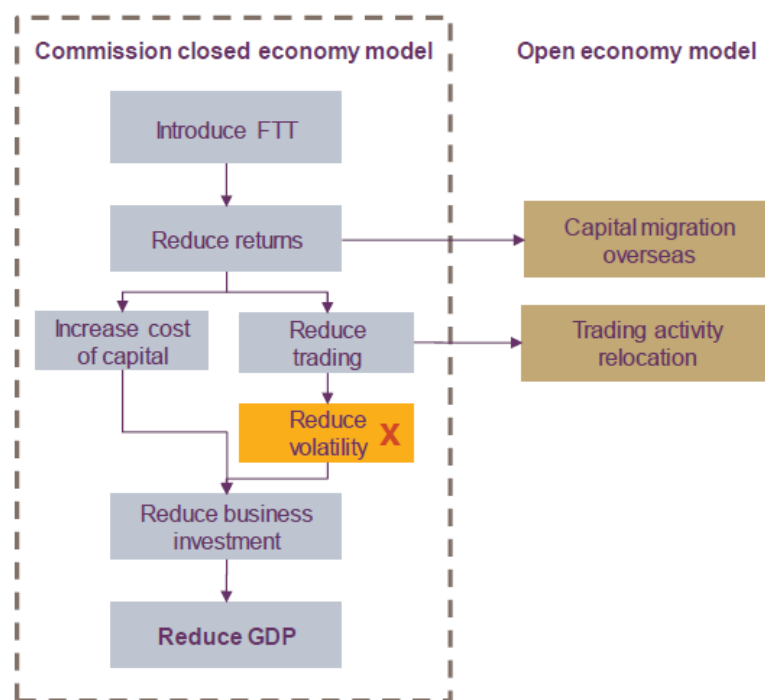 Commission closed economy model
Open economy model
Introduce FTT
Reduce returns
Capital migration
overseas
Increase cost
of capital
Reduce
trading
Trading activity
relocation
Reduce
volatility X
Reduce business
investment
Reduce GDP